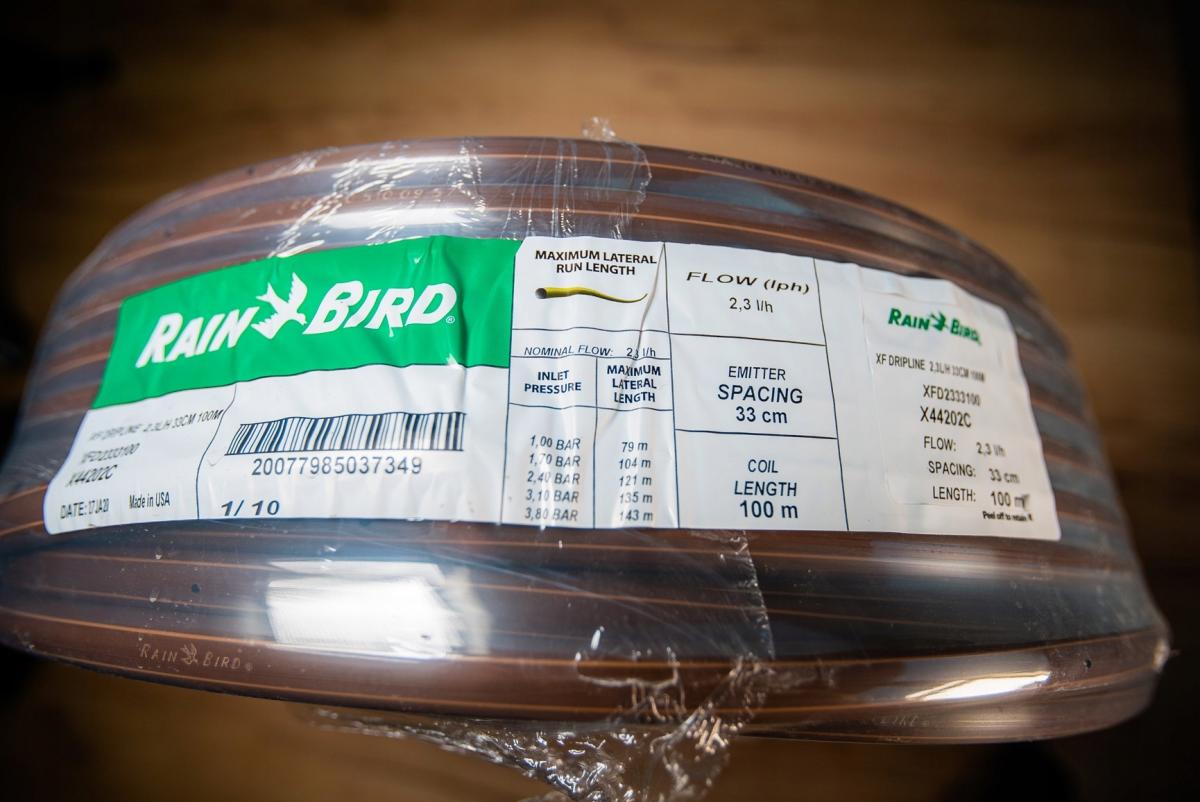 RAIN BIRD®
XF DRIPLINE 2,3L/H 33CM 100M
XFD2333100
X44202C
DATE: 17JA20
Made in USA
20077985037349
1/ 10
MAXIMUM LATERAL
RUN LENGTH
NOMINAL FLOW: 2,3 l/h
INLET
PRESSURE
MAXIMUM
LATERAL
LENGTH
1,00 BAR 79 m
1,70 BAR 104 m
2,40 BAR 121 m
3,10 BAR 135 m
3,80 BAR 143 m
FLOW (lph)
2,3 l/h
EMITTER
SPACING
33 cm
COIL
LENGTH
100 m
RAIN BIRD
XF DRIPLINE 2,3L/H 33CM 100M
XFD2333100
X44202C
FLOW: 2,3 l/h
SPACING: 33 cm
LENGTH: 100 m
Peel off to retain
RAIN BIRD®